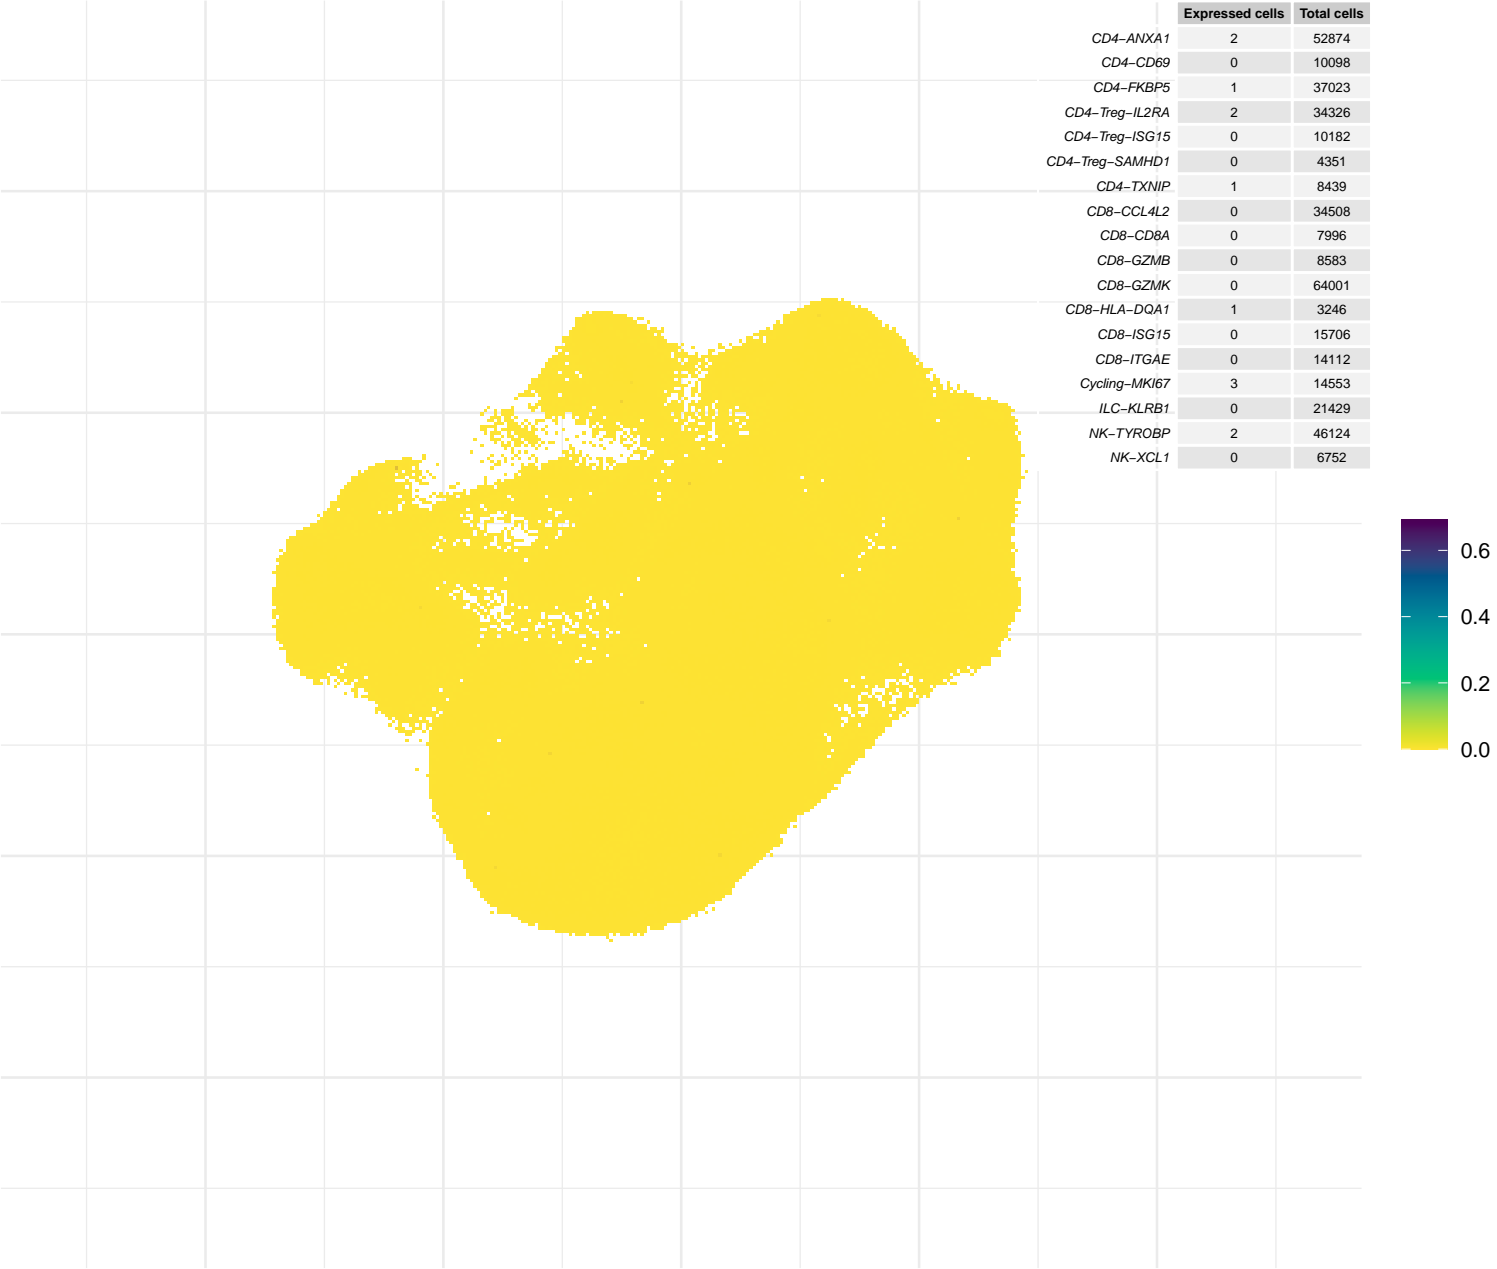 Expressed cells Total cells
CD4−ANXA1 2 52874
CD4−CD69 0 10098
CD4−FKBP5 1 37023
CD4−Treg−IL2RA 2 34326
CD4−Treg−ISG15 0 10182
CD4−Treg−SAMHD1 0 4351
CD4−TXNIP 1 8439
CD8−CCL4L2 0 34508
CD8−CD8A 0 7996
CD8−GZMB 0 8583
CD8−GZMK 0 64001
CD8−HLA−DQA1 1 3246
CD8−ISG15 0 15706
CD8−ITGAE 0 14112
Cycling−MKI67 3 14553
ILC−KLRB1 0 21429
NK−TYROBP 2 46124
NK−XCL1 0 6752
0.6
0.4
0.2
0.0